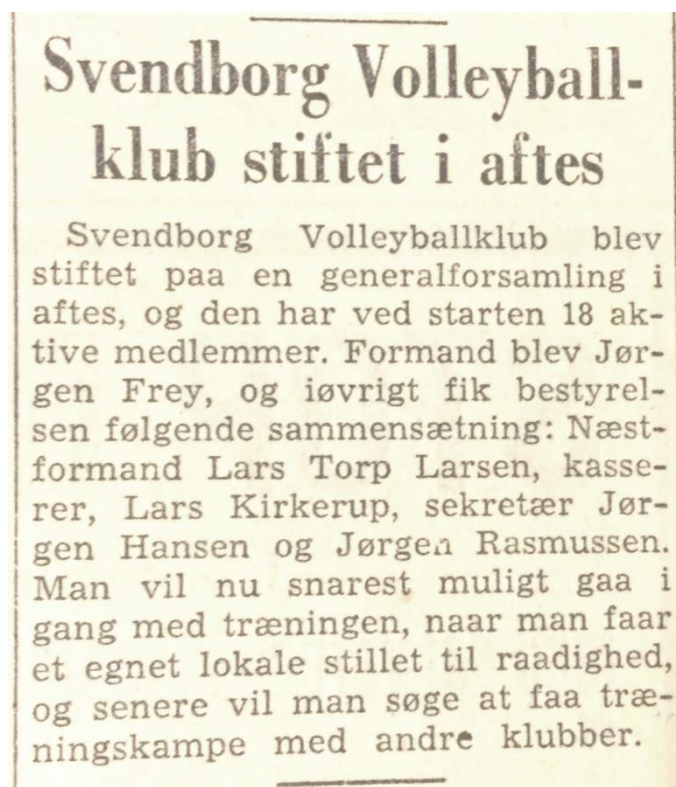 Svendborg Volleyball-
klub stiftet i aftes
Svendborg Volleyballklub blev
stiftet paa en generalforsamling i
aftes, og den har ved starten 18 ak-
tive medlemmer. Formand blev Jør-
gen Frey, og iøvrigt fik bestyrel-
sen følgende sammensætning: Næst-
formand Lars Torp Larsen, kasse-
rer, Lars Kirkerup, sekretær Jør-
gen Hansen og Jørgen Rasmussen.
Man vil nu snarest muligt gaa i
gang med træningen, naar man faar
et egnet lokale stillet til raadighed,
og senere vil man søge at faa træ-
ningskampe med andre klubber.